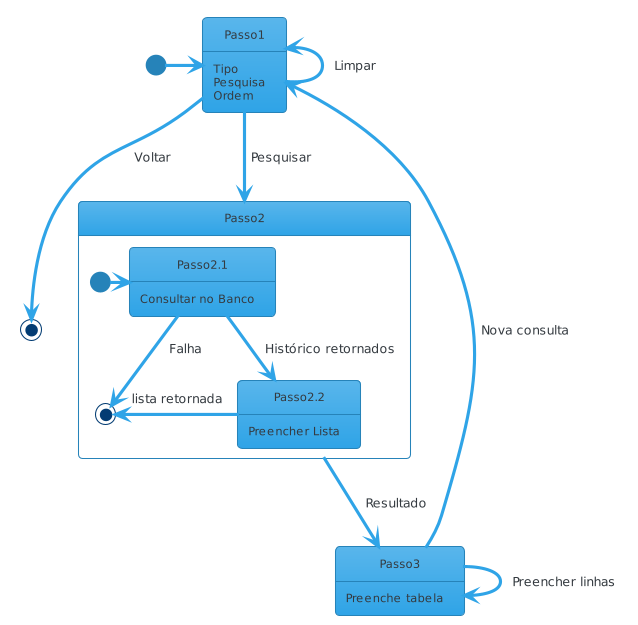 Passo1
Tipo
Pesquisa
Ordem
Limpar
Voltar
Pesquisar
Passo2
Passo2.1
Consultar no Banco
Nova consulta
Falha
Histórico retornados
lista retornada
Passo2.2
Preencher Lista
Resultado
Passo3
Preenche tabela
Preencher linhas